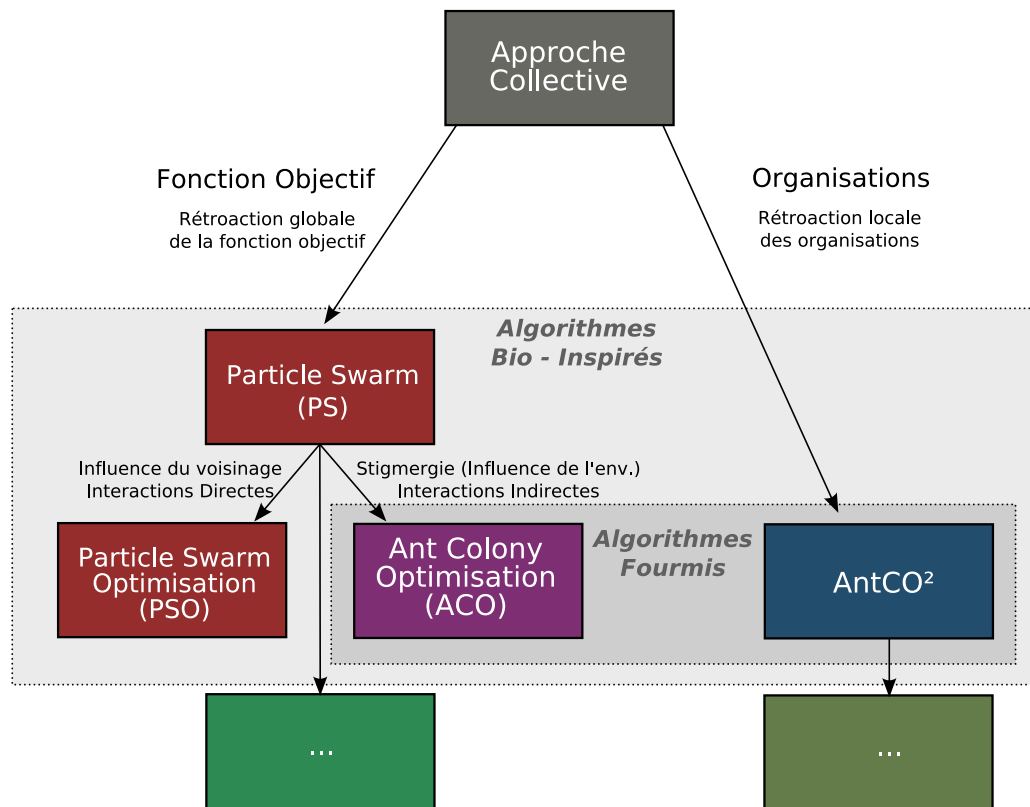 Approche
Collective
Fonction Objectif
Rétroaction globale
de la fonction objectif
Organisations
Rétroaction locale
des organisations
Algorithmes
Bio - Inspirés
Particle Swarm
(PS)
Influence du voisinage
Interactions Directes
Stigmergie (Influence de l'env.)
Interactions Indirectes
Particle Swarm
Optimisation
(PSO)
Ant Colony
Optimisation
(ACO)
Algorithmes
Fourmis
AntCO²
...
...